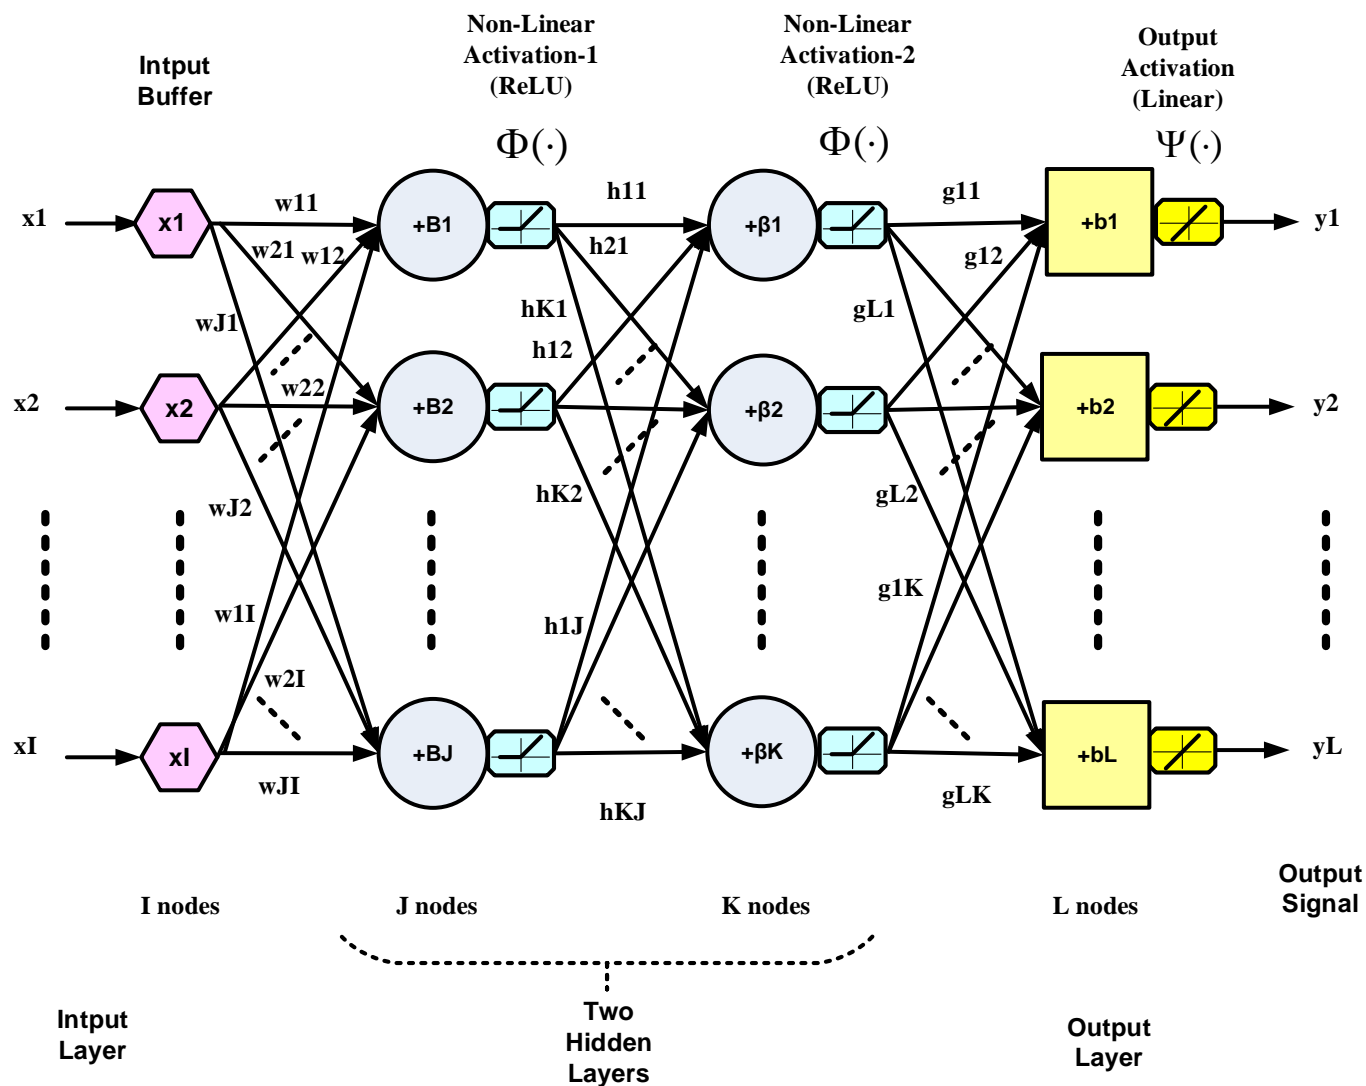 Non-Linear
Activation-1
(ReLU)
Non-Linear
Activation-2
(ReLU)
Output
Activation
(Linear)
Intput
Buffer
Φ(·)
Φ(·)
Ψ(·)
x1
x1
w11
w21
w12
wJ1
+B1
h11
h21
hK1
+β1
g11
g12
gL1
+b1
y1
x2
x2
w22
wJ2
+B2
h12
hK2
+β2
gL2
+b2
y2
w1I
w2I
h1J
g1K
xI
xI
wJI
+BJ
hKJ
+βK
gLK
+bL
yL
I nodes
J nodes
K nodes
L nodes
Output
Signal
Intput
Layer
Two
Hidden
Layers
Output
Layer